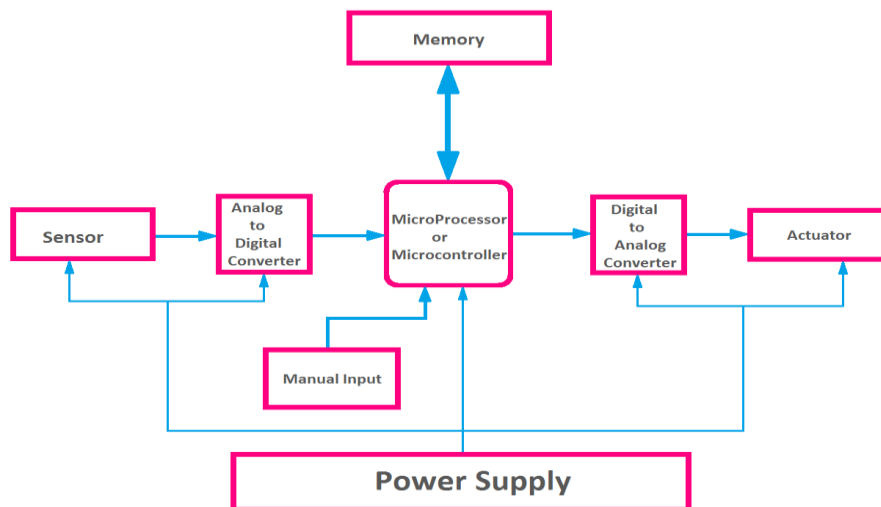 Memory
Sensor
Analog
to
Digital
Converter
MicroProcessor
or
Microcontroller
Digital
to
Analog
Converter
Actuator
Manual Input
Power Supply